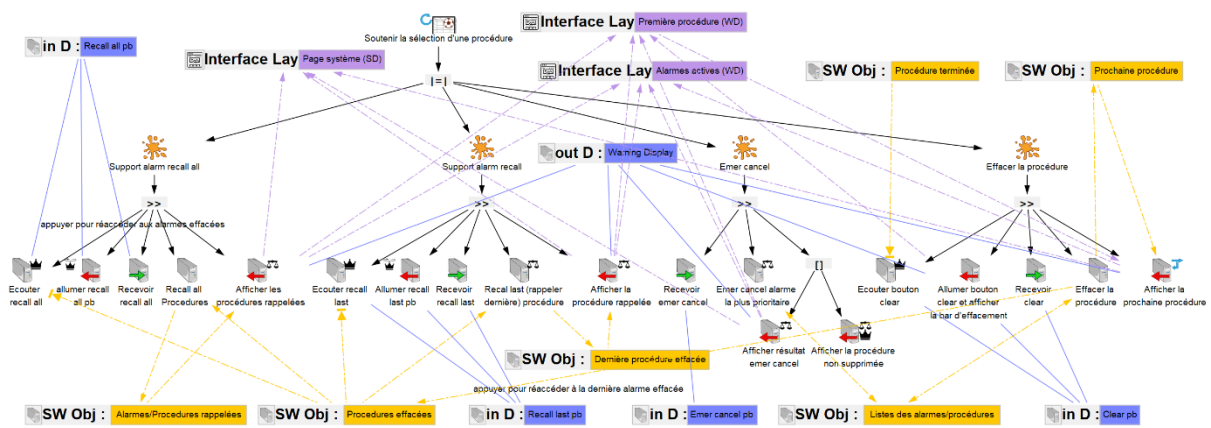 Interface Lay Première procédure (WD)
Soutenir la sélection d'une procédure
in D : Recall all pb
Interface Lay Page système (SD)
Interface Lay Alarmes actives (WD)
SW Obj : Procédure terminée
SW Obj : Prochaine procédure
|=|
out D : Warning Display
Support alarm recall all
Support alarm recall
Emer cancel
Effacer la procédure
>>
>>
>>
>>
appuyer pour réaccéder aux alarmes effacées
[]
Ecouter recall all
allumer recall all pb
Recevoir recall all
Recall all Procedures
Afficher les procédures rappelées
Ecouter recall last
Allumer recall last pb
Recevoir recall last
Recal last (rappeler dernière) procédure
Afficher la procédure rappelée
Recevoir emer cancel
Emer cancel alarme la plus prioritaire
Ecouter bouton clear
Allumer bouton clear et afficher la bar d'effacement
Recevoir clear
Effacer la procédure
Afficher la prochaine procédure
Afficher résultat emer cancel
Afficher la procédure non supprimée
SW Obj : Dernière procédure effacée
appuyer pour réaccéder à la dernière alarme effacée
SW Obj : Alarmes/Procedures rappelées
SW Obj : Procedures effacées
in D : Recall last pb
in D : Emer cancel pb
SW Obj : Listes des alarmes/procédures
in D : Clear pb